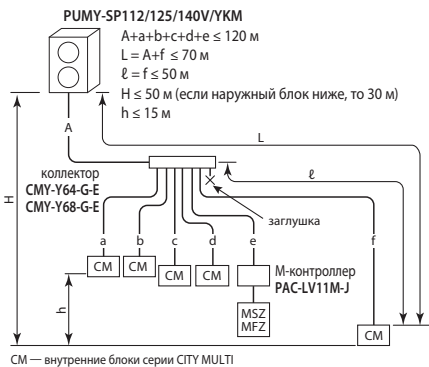 PUMY-SP112/125/140V/YKM
A+a+b+c+d+e ≤ 120 м
L = A+f ≤ 70 м
ℓ = f ≤ 50 м
H ≤ 50 м (если наружный блок ниже, то 30 м)
h ≤ 15 м
A
L
H
коллектор
CMY-Y64-G-E
CMY-Y68-G-E
ℓ
заглушка
a
b
c
d
e
f
CM
CM
CM
CM
М-контроллер
PAC-LV11M-J
h
MSZ
MFZ
CM
CM — внутренние блоки серии CITY MULTI